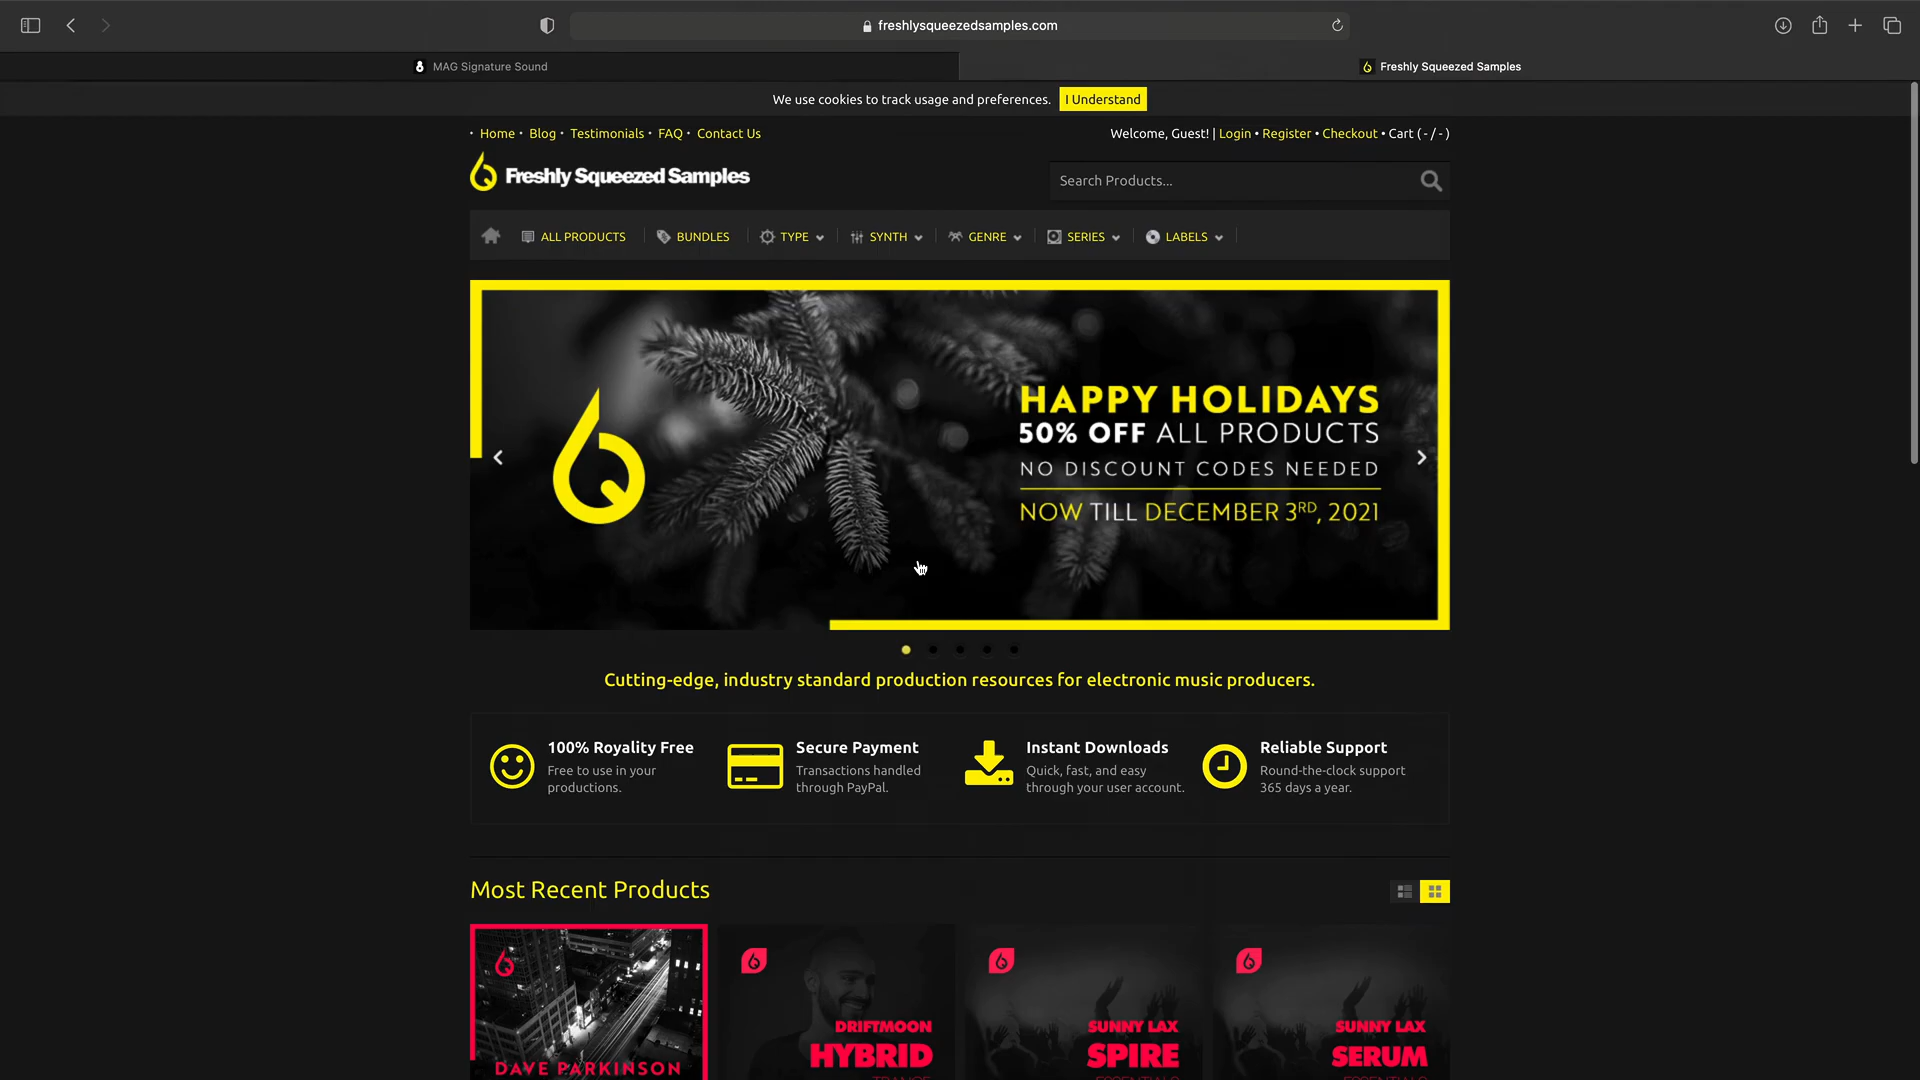 freshlysqueezedsamples.com
MAG Signature Sound
Freshly Squeezed Samples
We use cookies to track usage and preferences. I Understand
• Home • Blog • Testimonials • FAQ • Contact Us
Welcome, Guest! | Login • Register • Checkout • Cart ( - / - )
Freshly Squeezed Samples
Search Products...
ALL PRODUCTS
BUNDLES
TYPE
SYNTH
GENRE
SERIES
LABELS
HAPPY HOLIDAYS
50% OFF ALL PRODUCTS
NO DISCOUNT CODES NEEDED
NOW TILL DECEMBER 3RD, 2021
Cutting-edge, industry standard production resources for electronic music producers.
100% Royality Free
Free to use in your
productions.
Secure Payment
Transactions handled
through PayPal.
Instant Downloads
Quick, fast, and easy
through your user account.
Reliable Support
Round-the-clock support
365 days a year.
Most Recent Products
DAVE PARKINSON
DRIFTMOON
HYBRID
SUNNY LAX
SPIRE
SUNNY LAX
SERUM